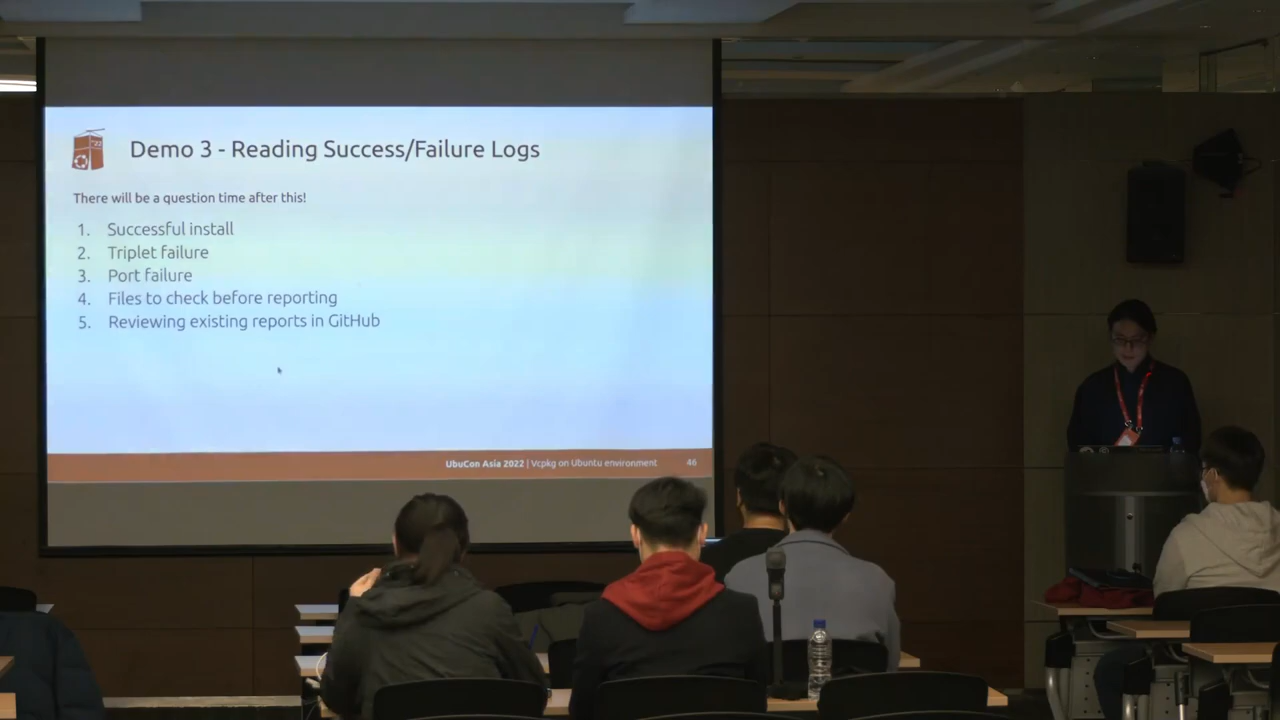 Demo 3 - Reading Success/Failure Logs
There will be a question time after this!
1. Successful install
2. Triplet failure
3. Port failure
4. Files to check before reporting
5. Reviewing existing reports in GitHub
UbuCon Asia 2022 | Vcpkg on Ubuntu environment 46